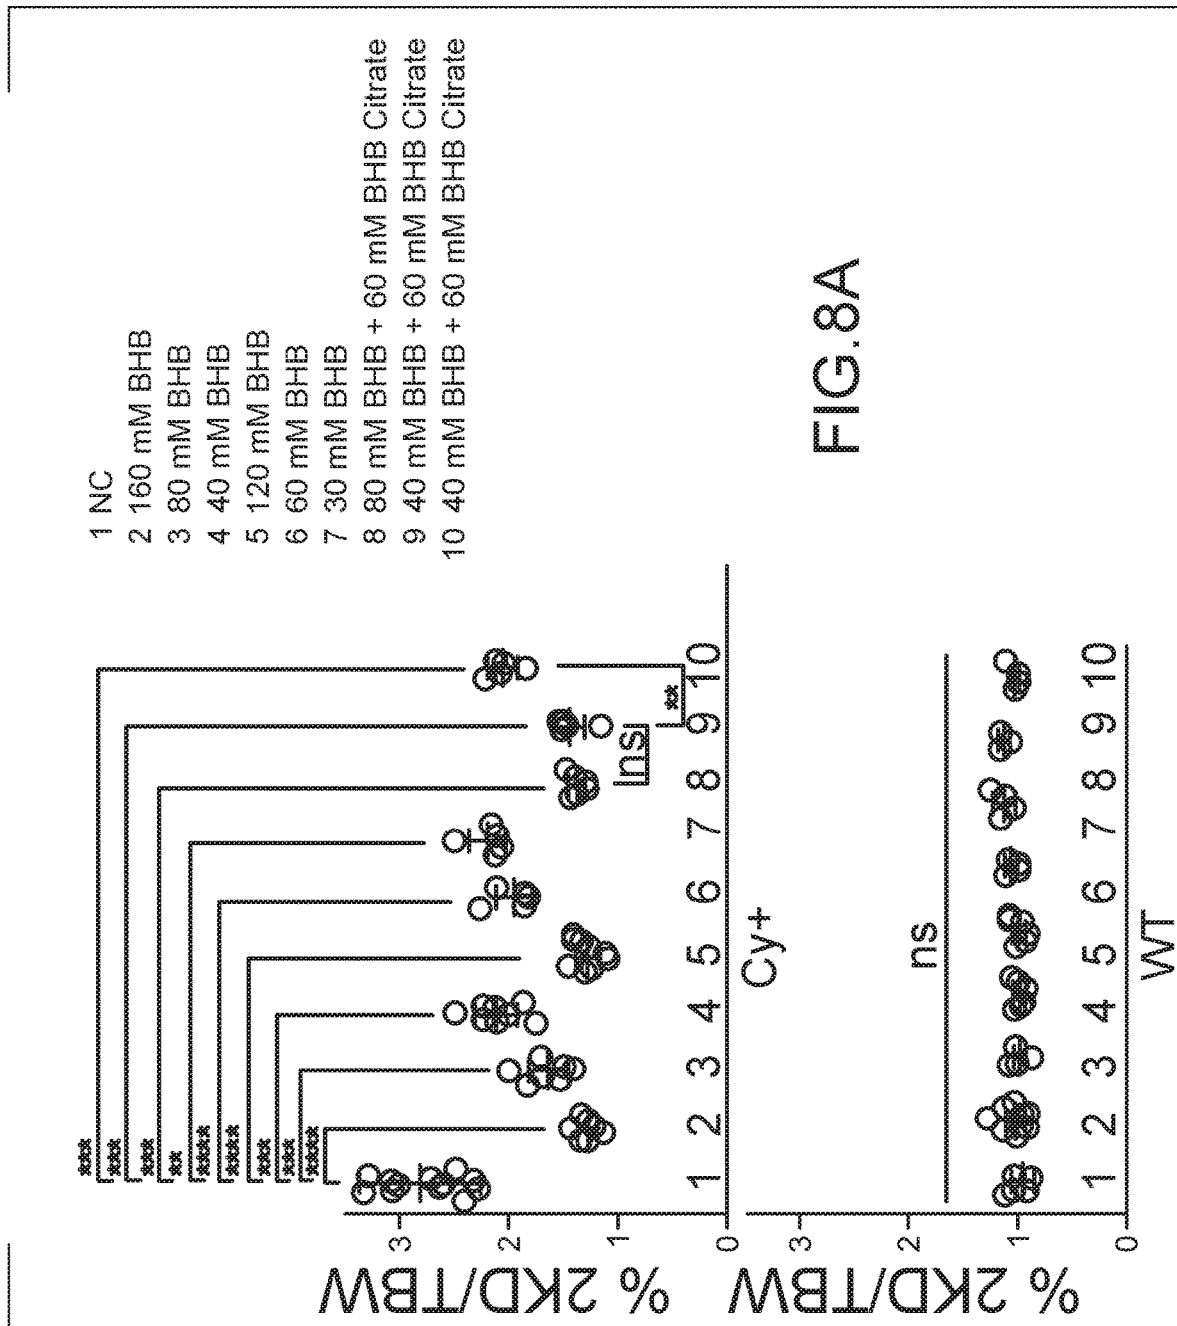 1 NC
2 160 mM BHB
3 80 mM BHB
4 40 mM BHB
5 120 mM BHB
6 60 mM BHB
7 30 mM BHB
8 80 mM BHB + 60 mM BHB Citrate
9 40 mM BHB + 60 mM BHB Citrate
10 40 mM BHB + 60 mM BHB Citrate
***
***
***
**
****
****
***
***
****
% 2KD/TBW
3
2
1
0
ns
**
1 2 3 4 5 6 7 8 9 10
Cy+
% 2KD/TBW
3
2
1
0
ns
1 2 3 4 5 6 7 8 9 10
WT
FIG.8A